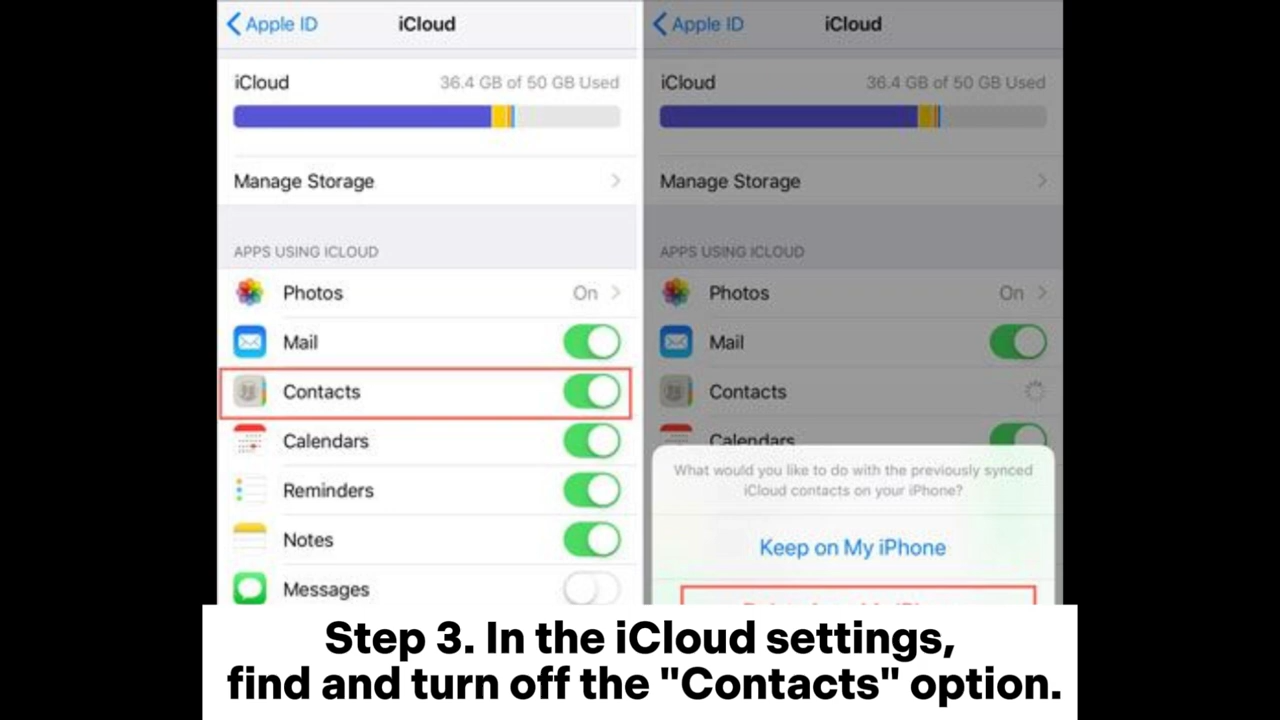 Apple ID
iCloud
iCloud
36.4 GB of 50 GB Used
Manage Storage
APPS USING ICLOUD
Photos
On
Mail
Contacts
Calendars
Reminders
Notes
Messages
Apple ID
iCloud
iCloud
36.4 GB of 50 GB Used
Manage Storage
APPS USING ICLOUD
Photos
On
Mail
Contacts
Calendars
What would you like to do with the previously synced
iCloud contacts on your iPhone?
Keep on My iPhone
Step 3. In the iCloud settings,
find and turn off the "Contacts" option.